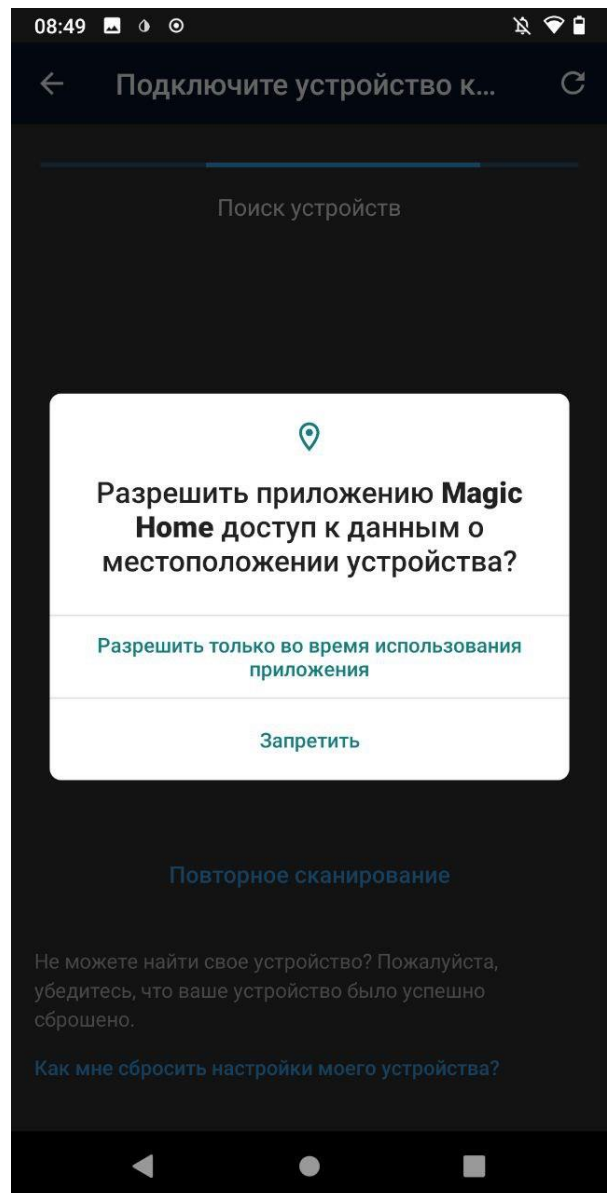 08:49
Подключите устройство к...
Поиск устройств
Разрешить приложению Magic
Home доступ к данным о
местоположении устройства?
Разрешить только во время использования
приложения
Запретить
Повторное сканирование
Не можете найти свое устройство? Пожалуйста,
убедитесь, что ваше устройство было успешно
сброшено.
Как мне сбросить настройки моего устройства?